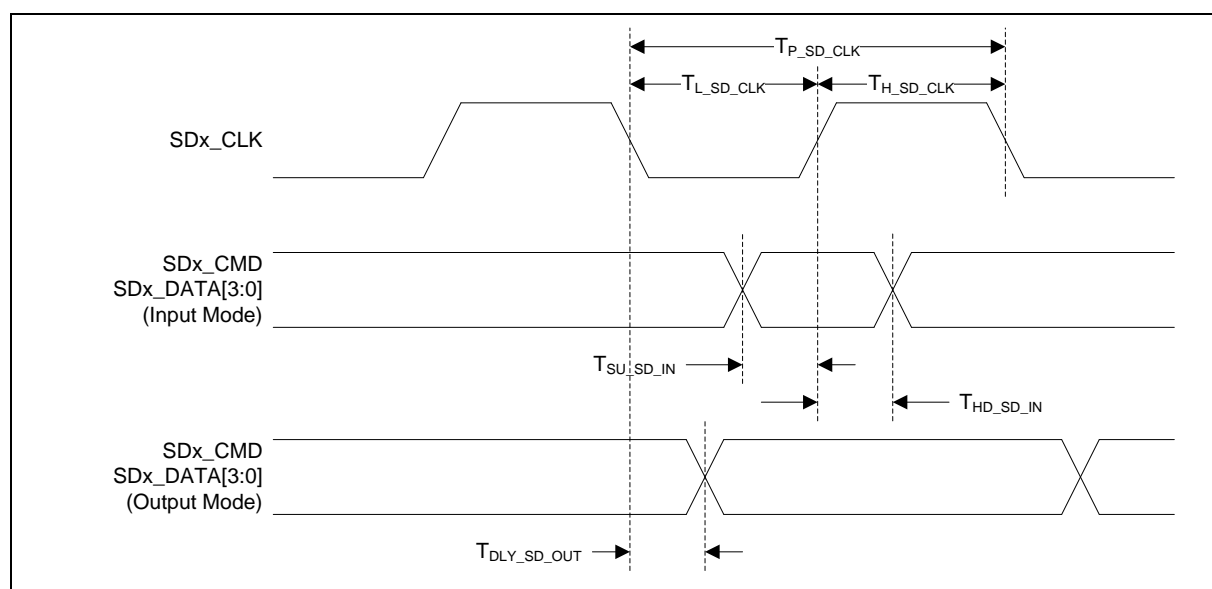 T_P_SD_CLK
T_L_SD_CLK
T_H_SD_CLK
SDx_CLK
SDx_CMD
SDx_DATA[3:0]
(Input Mode)
T_SU_SD_IN
T_HD_SD_IN
SDx_CMD
SDx_DATA[3:0]
(Output Mode)
T_DLY_SD_OUT